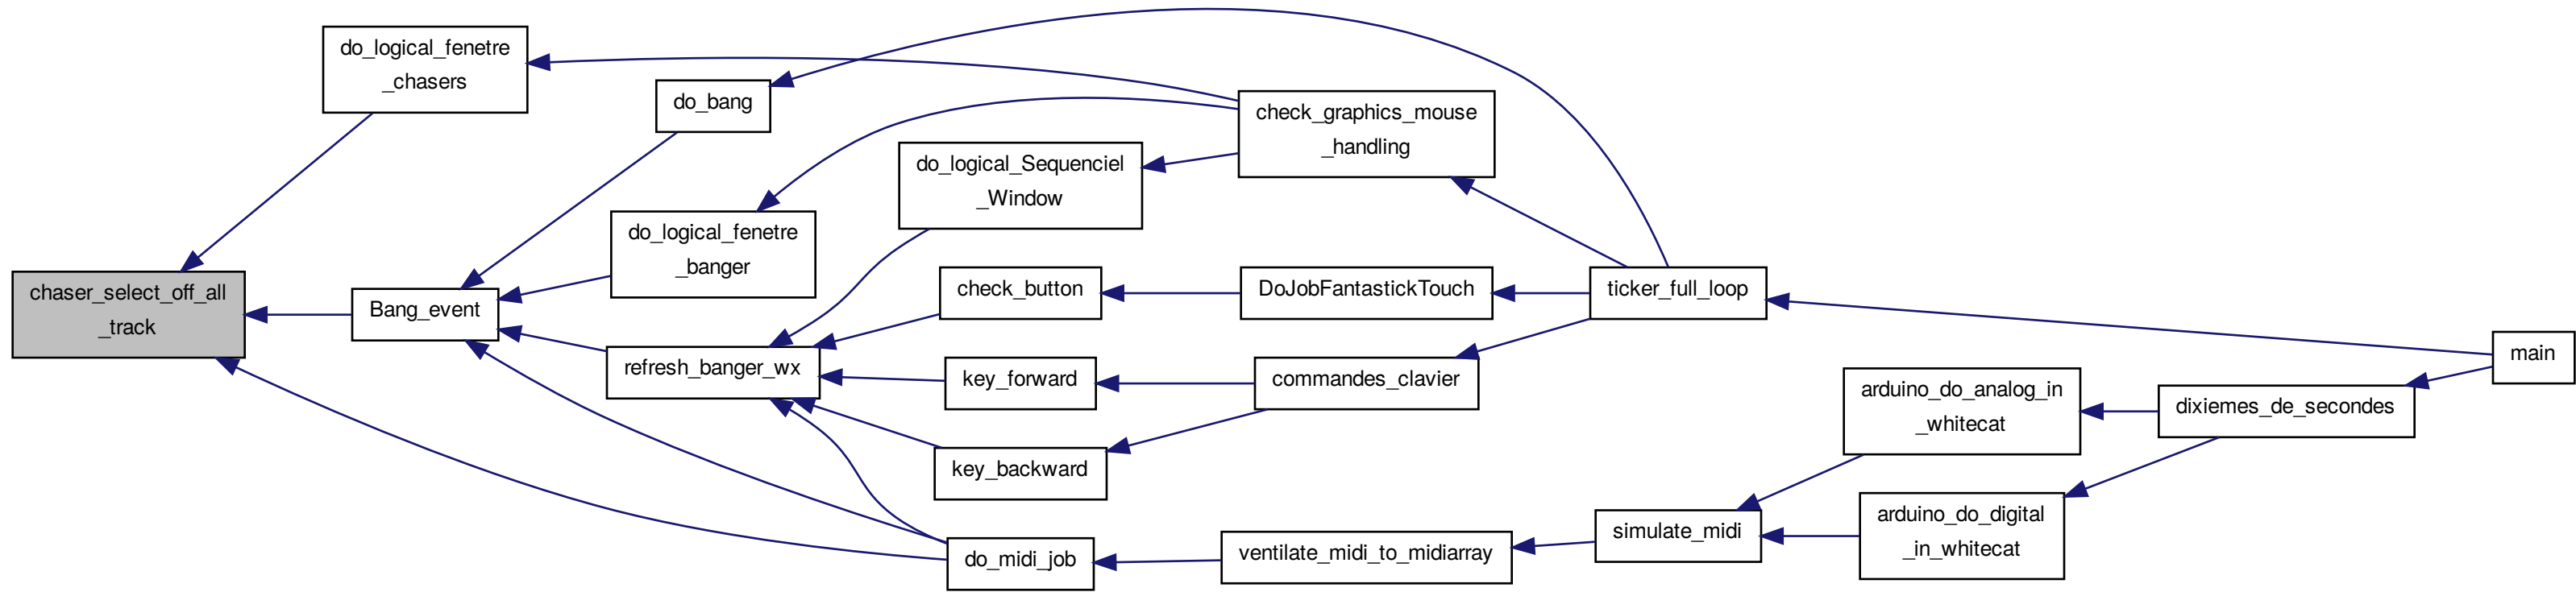 do_logical_fenetre
_chasers
do_bang
check_graphics_mouse
_handling
do_logical_Sequenciel
_Window
do_logical_fenetre
_banger
chaser_select_off_all
_track
Bang_event
check_button
DoJobFantastickTouch
ticker_full_loop
refresh_banger_wx
key_forward
commandes_clavier
main
arduino_do_analog_in
_whitecat
dixiemes_de_secondes
key_backward
do_midi_job
ventilate_midi_to_midiarray
simulate_midi
arduino_do_digital
_in_whitecat